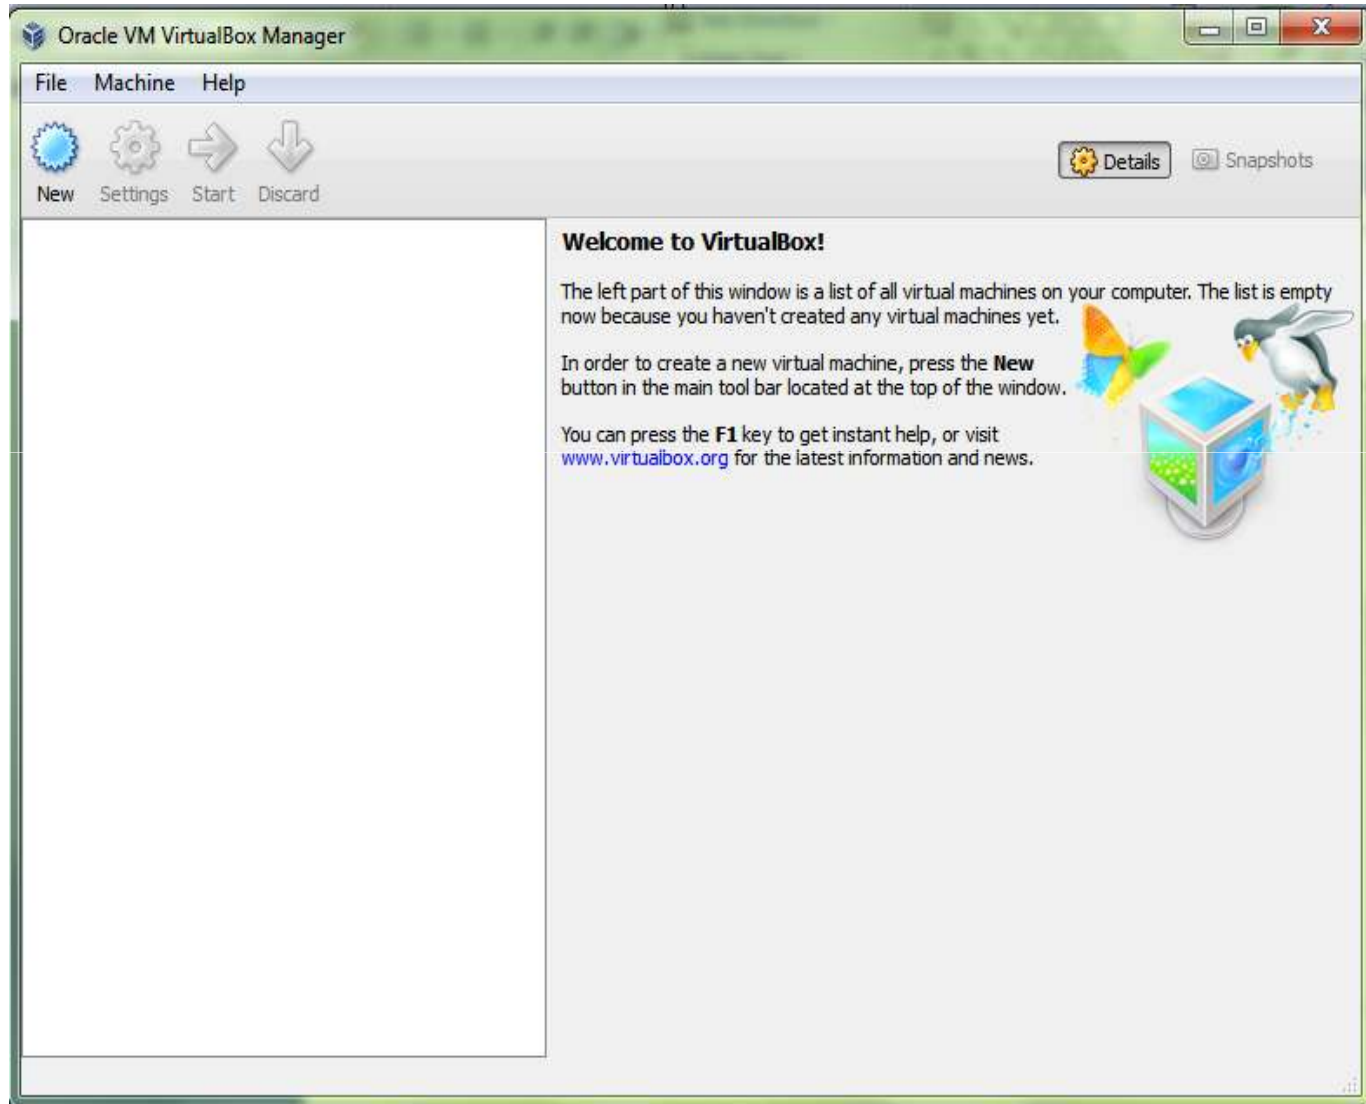 Oracle VM VirtualBox Manager
File Machine Help
New Settings Start Discard
Details Snapshots
Welcome to VirtualBox!
The left part of this window is a list of all virtual machines on your computer. The list is empty
now because you haven't created any virtual machines yet.
In order to create a new virtual machine, press the New
button in the main tool bar located at the top of the window.
You can press the F1 key to get instant help, or visit
www.virtualbox.org for the latest information and news.